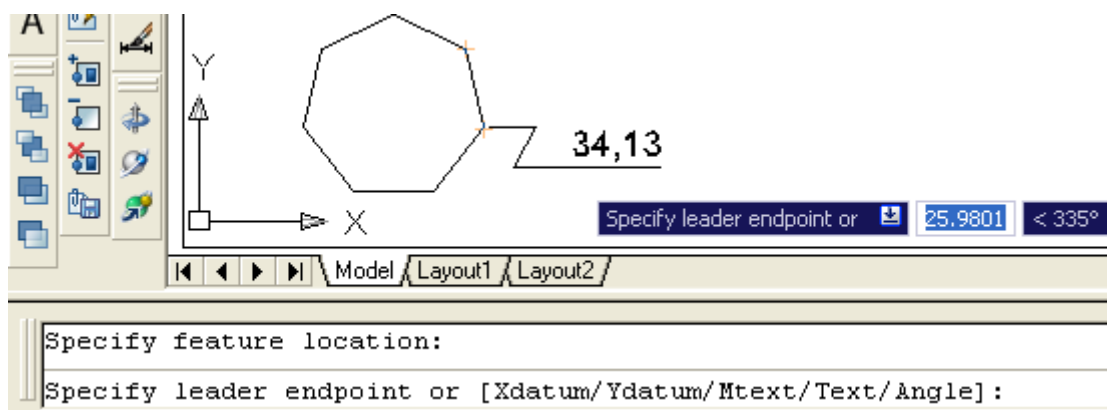 A
Y
34,13
X
Specify leader endpoint or 25.9801 < 335°
Model Layout1 Layout2
Specify feature location:
Specify leader endpoint or [Xdatum/Ydatum/Mtext/Text/Angle]: